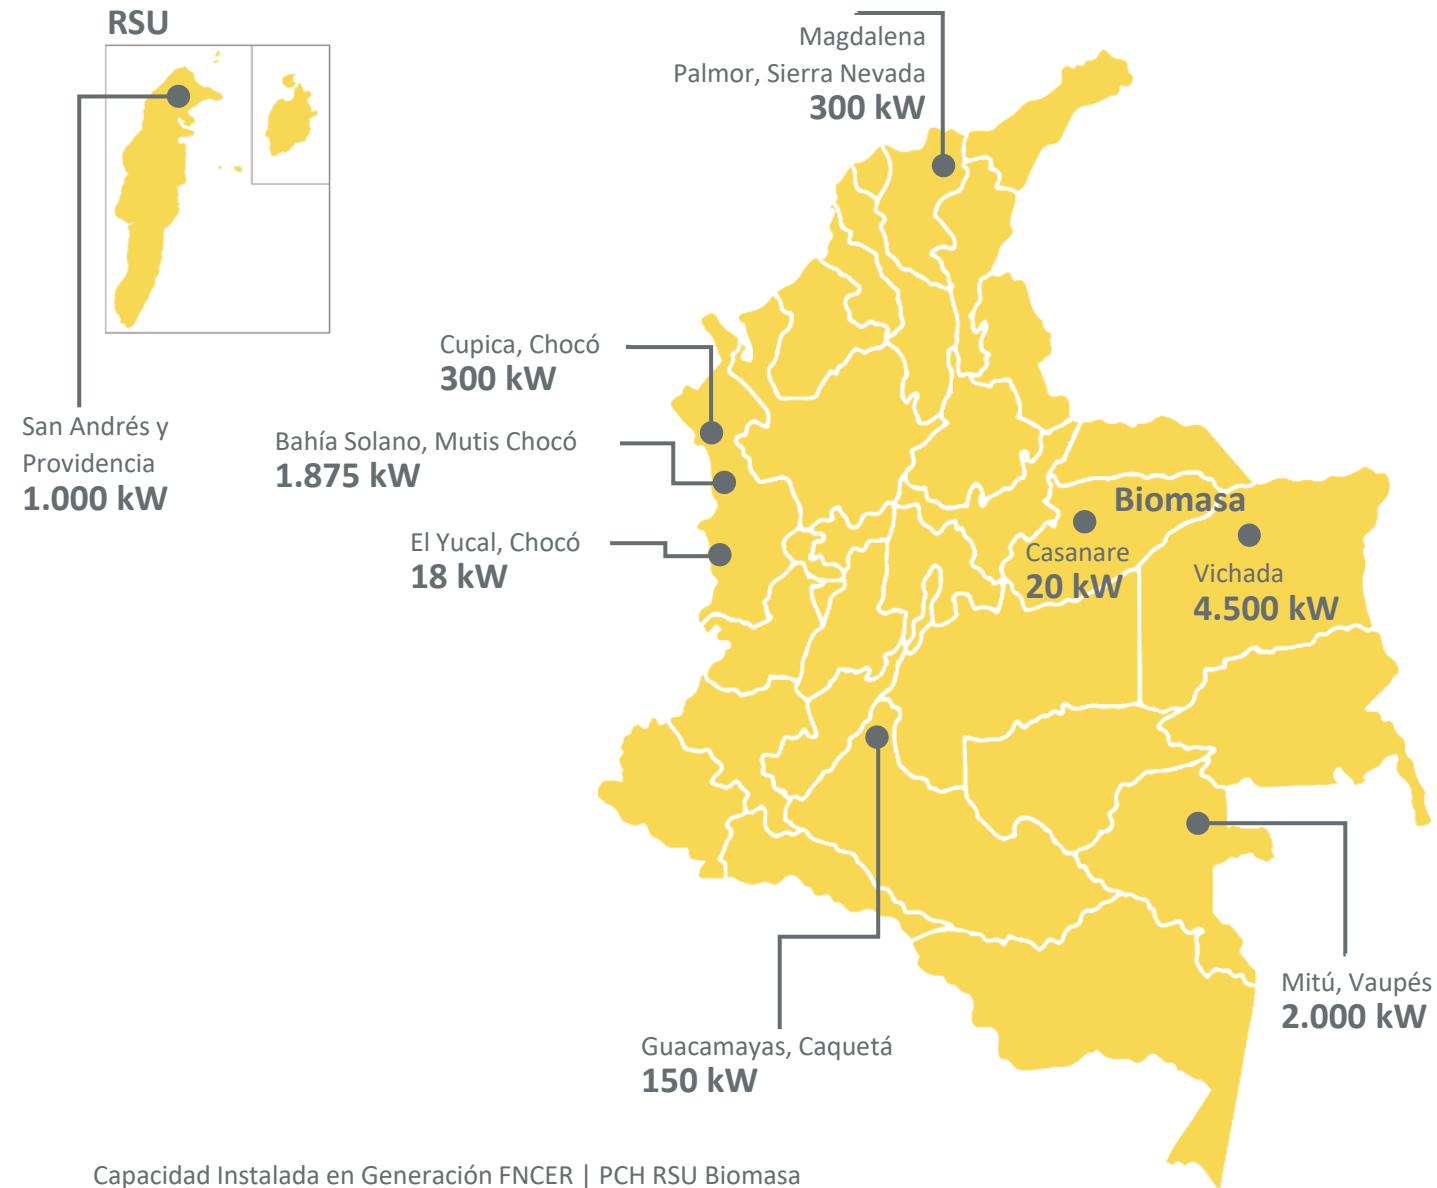 RSU
Magdalena
Palmor, Sierra Nevada
300 kW
Cupica, Chocó
300 kW
San Andrés y
Providencia
1.000 kW
Bahía Solano, Mutis Chocó
1.875 kW
El Yucal, Chocó
18 kW
Biomasa
Casanare
20 kW
Vichada
4.500 kW
Mitú, Vaupés
2.000 kW
Guacamayas, Caquetá
150 kW
Capacidad Instalada en Generación FNCER | PCH RSU Biomasa